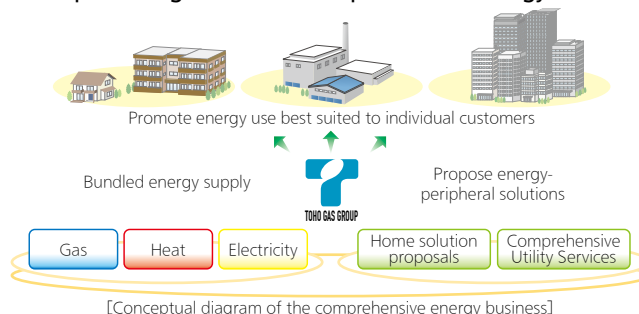 Promote energy use best suited to individual customers
Bundled energy supply
Propose energy-
peripheral solutions
TOHO GAS GROUP
Gas
Heat
Electricity
Home solution
proposals
Comprehensive
Utility Services
[Conceptual diagram of the comprehensive energy business]